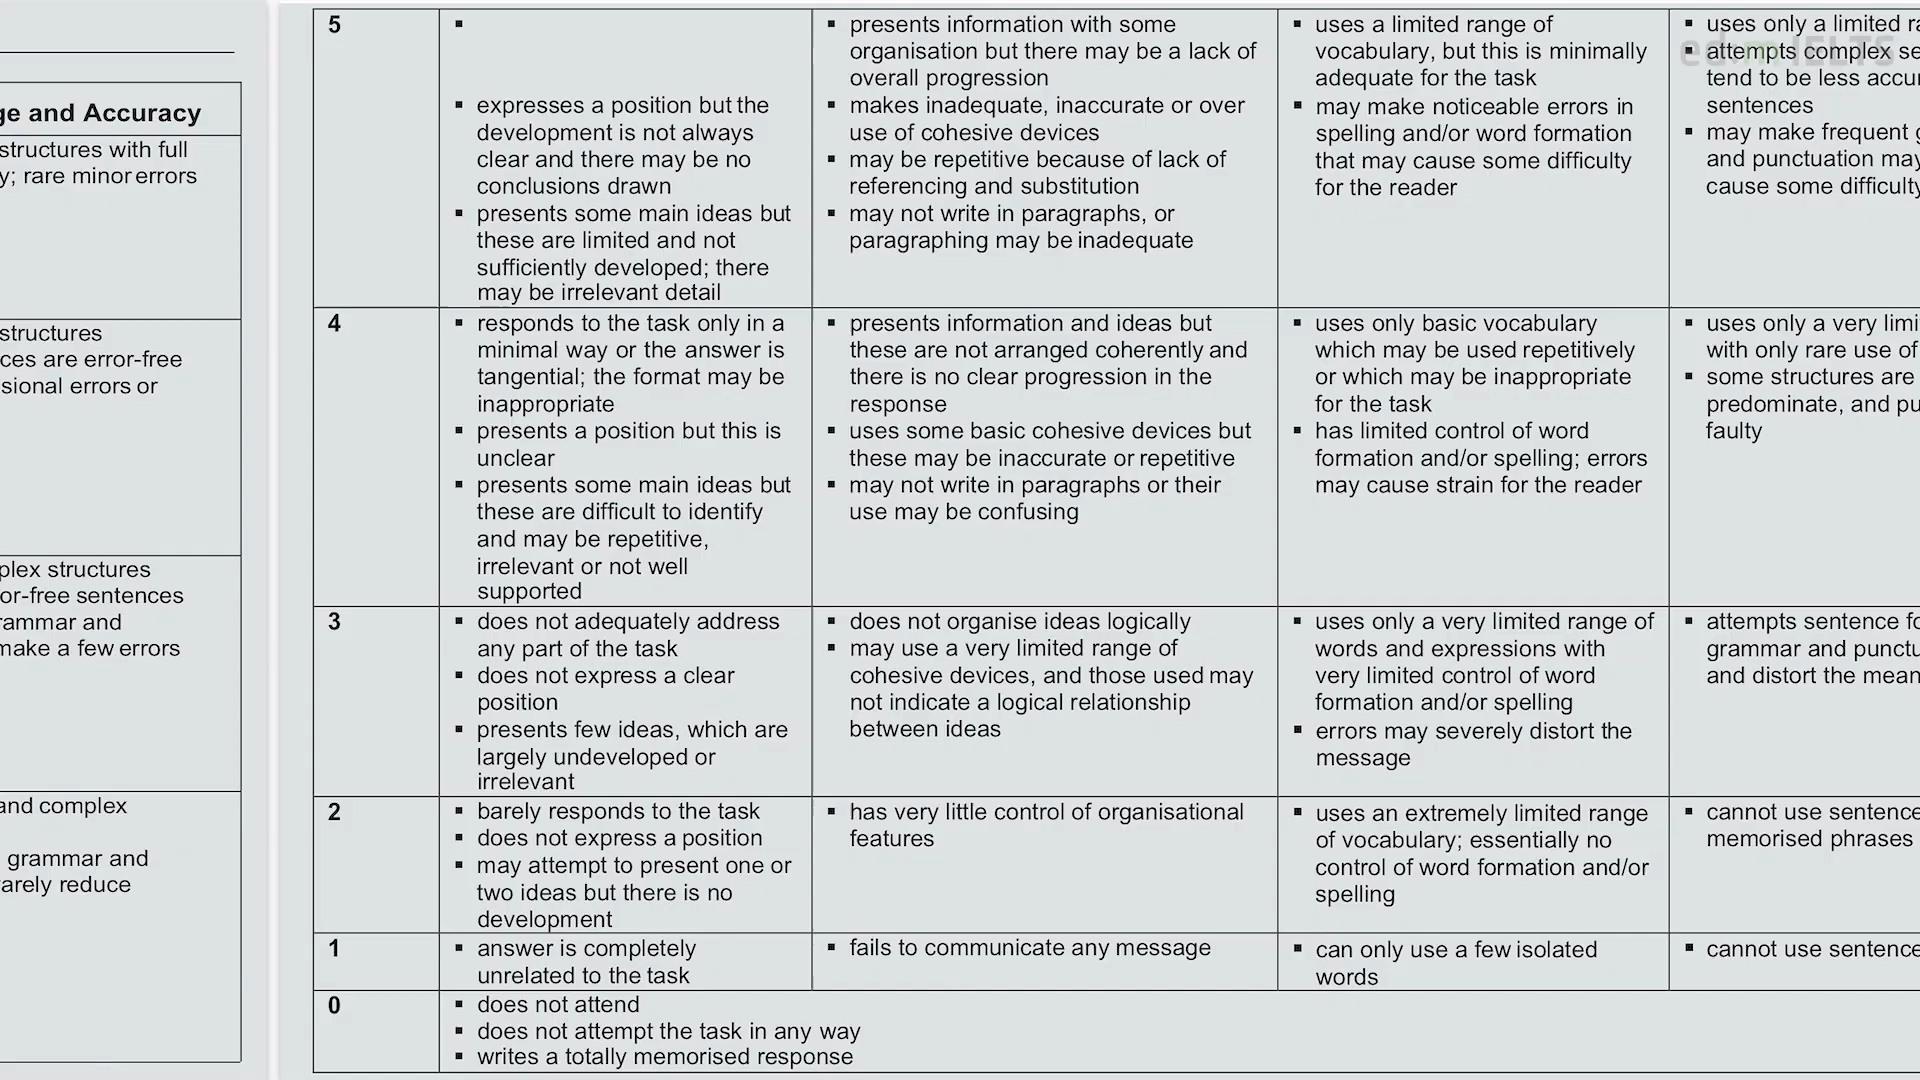 ge and Accuracy
structures with full
y; rare minor errors
structures
ces are error-free
sional errors or
plex structures
or-free sentences
rammar and
make a few errors
and complex
grammar and
rarely reduce
5
presents information with some
organisation but there may be a lack of
overall progression
uses a limited range of
vocabulary, but this is minimally
adequate for the task
uses only a limited ra
attempts complex se
tend to be less accur
sentences
expresses a position but the
development is not always
clear and there may be no
conclusions drawn
makes inadequate, inaccurate or over
use of cohesive devices
may be repetitive because of lack of
referencing and substitution
may make noticeable errors in
spelling and/or word formation
that may cause some difficulty
for the reader
may make frequent g
and punctuation may
cause some difficulty
presents some main ideas but
these are limited and not
sufficiently developed; there
may be irrelevant detail
may not write in paragraphs, or
paragraphing may be inadequate
4
responds to the task only in a
minimal way or the answer is
tangential; the format may be
inappropriate
presents a position but this is
unclear
presents some main ideas but
these are difficult to identify
and may be repetitive,
irrelevant or not well
supported
presents information and ideas but
these are not arranged coherently and
there is no clear progression in the
response
uses some basic cohesive devices but
these may be inaccurate or repetitive
may not write in paragraphs or their
use may be confusing
uses only basic vocabulary
which may be used repetitively
or which may be inappropriate
for the task
has limited control of word
formation and/or spelling; errors
may cause strain for the reader
uses only a very limi
with only rare use of
some structures are
predominate, and pu
faulty
3
does not adequately address
any part of the task
does not express a clear
position
presents few ideas, which are
largely undeveloped or
irrelevant
does not organise ideas logically
may use a very limited range of
cohesive devices, and those used may
not indicate a logical relationship
between ideas
uses only a very limited range of
words and expressions with
very limited control of word
formation and/or spelling
errors may severely distort the
message
attempts sentence fo
grammar and punctu
and distort the mean
2
barely responds to the task
does not express a position
may attempt to present one or
two ideas but there is no
development
has very little control of organisational
features
uses an extremely limited range
of vocabulary; essentially no
control of word formation and/or
spelling
cannot use sentence
memorised phrases
1
answer is completely
unrelated to the task
fails to communicate any message
can only use a few isolated
words
cannot use sentence
0
does not attend
does not attempt the task in any way
writes a totally memorised response
IELTS